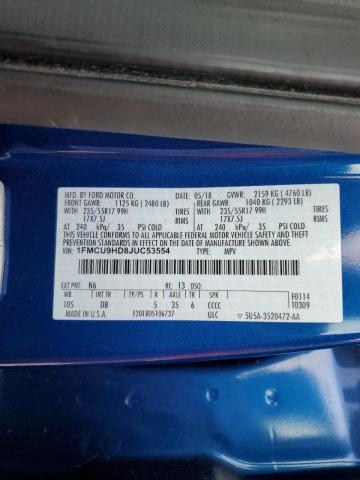 MFD. BY FORD MOTOR CO.
05/18 GVWR: 2159 KG ( 4760 LB)
FRONT GAWR: 1125 KG ( 2480 LB)
REAR GAWR: 1040 KG ( 2293 LB)
WITH 235/55R17 99H TIRES
WITH 235/55R17 99H TIRES
17X7.5J RIMS
17X7.5J RIMS
AT 240 kPa/ 35 PSI COLD
AT 240 kPa/ 35 PSI COLD
THIS VEHICLE CONFORMS TO ALL APPLICABLE
FEDERAL MOTOR VEHICLE SAFETY AND THEFT PREVENTION
STANDARDS IN EFFECT ON THE DATE OF MANUFACTURE SHOWN ABOVE.
VIN: 1FMCU9HD8JUC53554
TYPE: MPV
EXT PNT: N6 RC: 13 DSO:
WB INT TR TP/PS R AXLE TR SPR
F0114
105 DB 5 35 6 CCCC
T0309
MADE IN U.S.A.
1201805106737
ULC
5U5A-3520472-AA